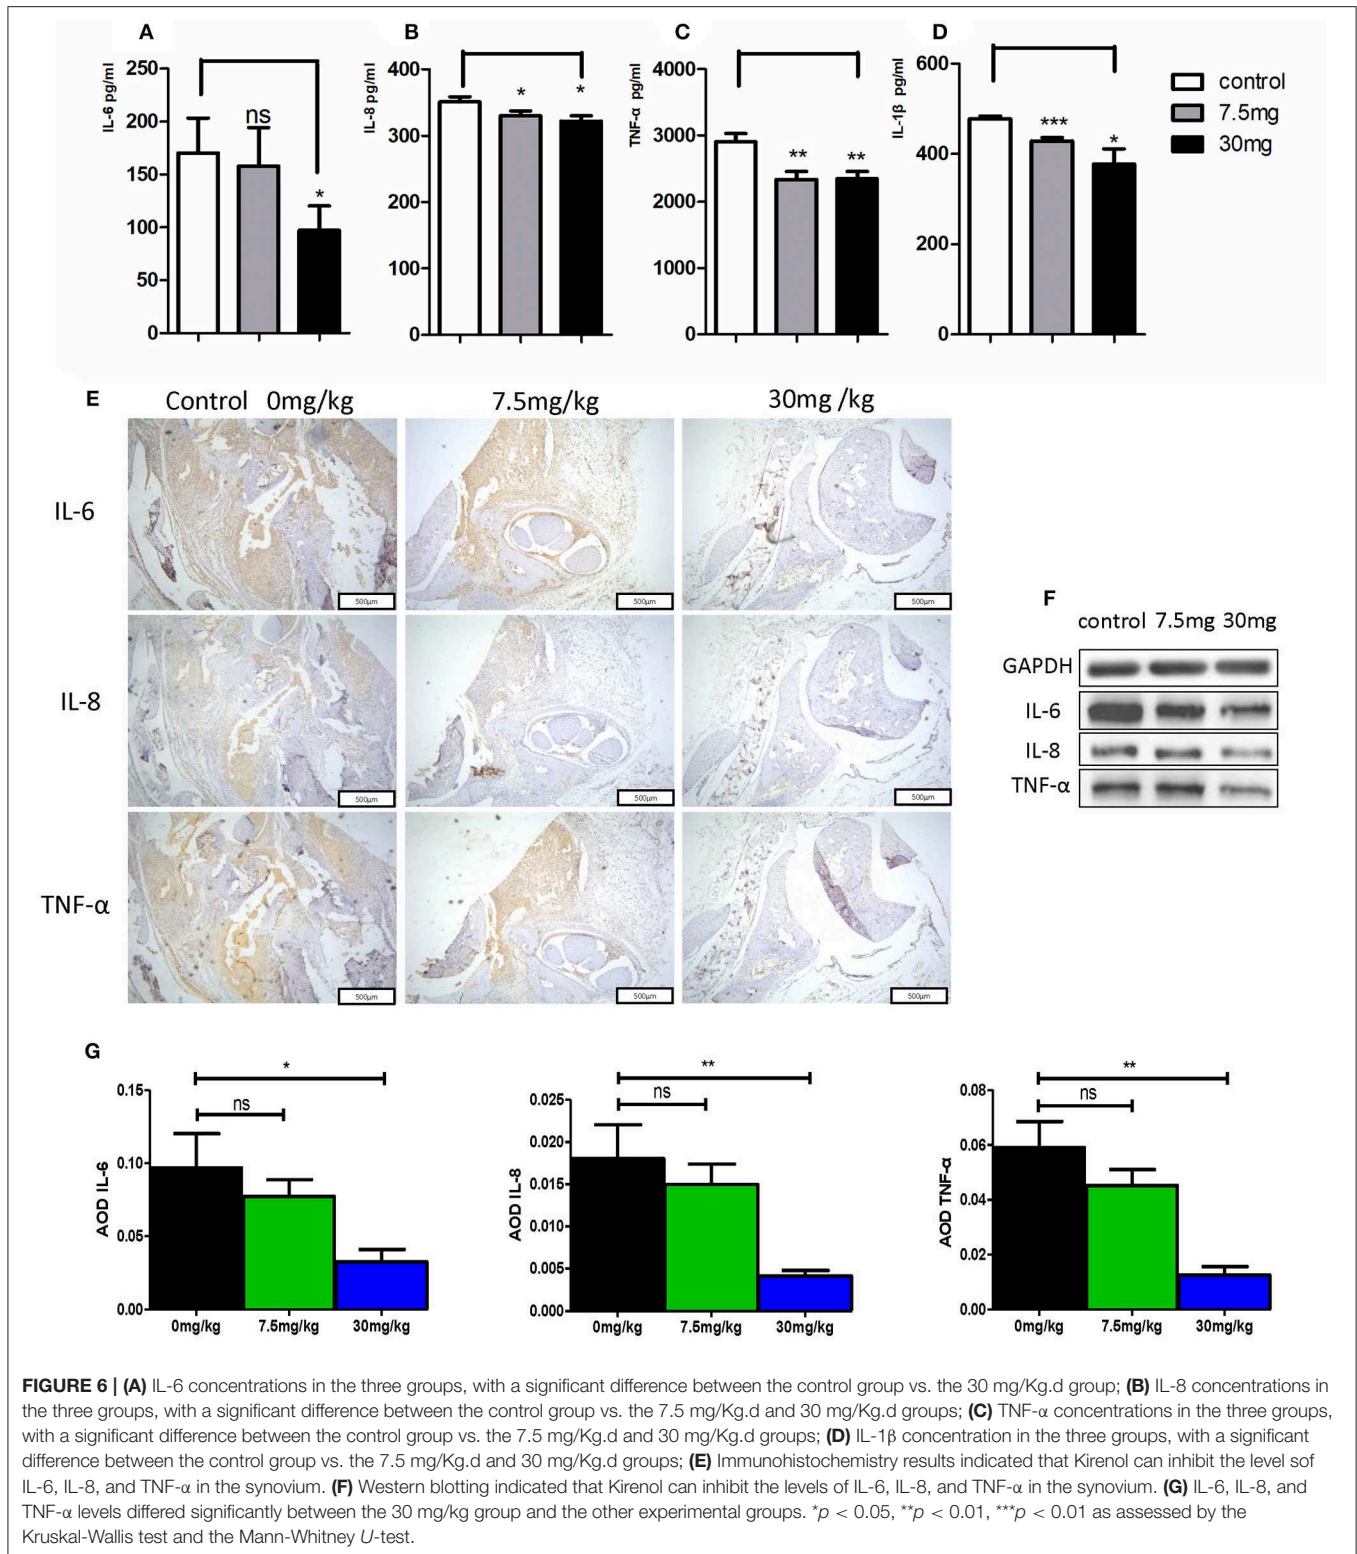 A
B
C
D
IL-6 pg/ml
250
200
150
100
50
0
ns
*
IL-8 pg/ml
400
300
200
100
0
*
*
TNF-α pg/ml
4000
3000
2000
1000
0
**
**
IL-1β pg/ml
600
400
200
0
***
*
control
7.5mg
30mg
E
Control 0mg/kg
7.5mg/kg
30mg /kg
IL-6
500µm
500µm
500µm
IL-8
500µm
500µm
500µm
TNF-α
500µm
500µm
500µm
F
control 7.5mg 30mg
GAPDH
IL-6
IL-8
TNF-α
G
AOD IL-6
0.15
0.10
0.05
0.00
*
ns
0mg/kg 7.5mg/kg 30mg/kg
AOD IL-8
0.025
0.020
0.015
0.010
0.005
0.000
**
ns
0mg/kg 7.5mg/kg 30mg/kg
AOD TNF-α
0.08
0.06
0.04
0.02
0.00
**
ns
0mg/kg 7.5mg/kg 30mg/kg
FIGURE 6 | (A) IL-6 concentrations in the three groups, with a significant difference between the control group vs. the 30 mg/Kg.d group; (B) IL-8 concentrations in
the three groups, with a significant difference between the control group vs. the 7.5 mg/Kg.d and 30 mg/Kg.d groups; (C) TNF-α concentrations in the three groups,
with a significant difference between the control group vs. the 7.5 mg/Kg.d and 30 mg/Kg.d groups; (D) IL-1β concentration in the three groups, with a significant
difference between the control group vs. the 7.5 mg/Kg.d and 30 mg/Kg.d groups; (E) Immunohistochemistry results indicated that Kirenol can inhibit the level sof
IL-6, IL-8, and TNF-α in the synovium. (F) Western blotting indicated that Kirenol can inhibit the levels of IL-6, IL-8, and TNF-α in the synovium. (G) IL-6, IL-8, and
TNF-α levels differed significantly between the 30 mg/kg group and the other experimental groups. *p < 0.05, **p < 0.01, ***p < 0.01 as assessed by the
Kruskal-Wallis test and the Mann-Whitney U-test.